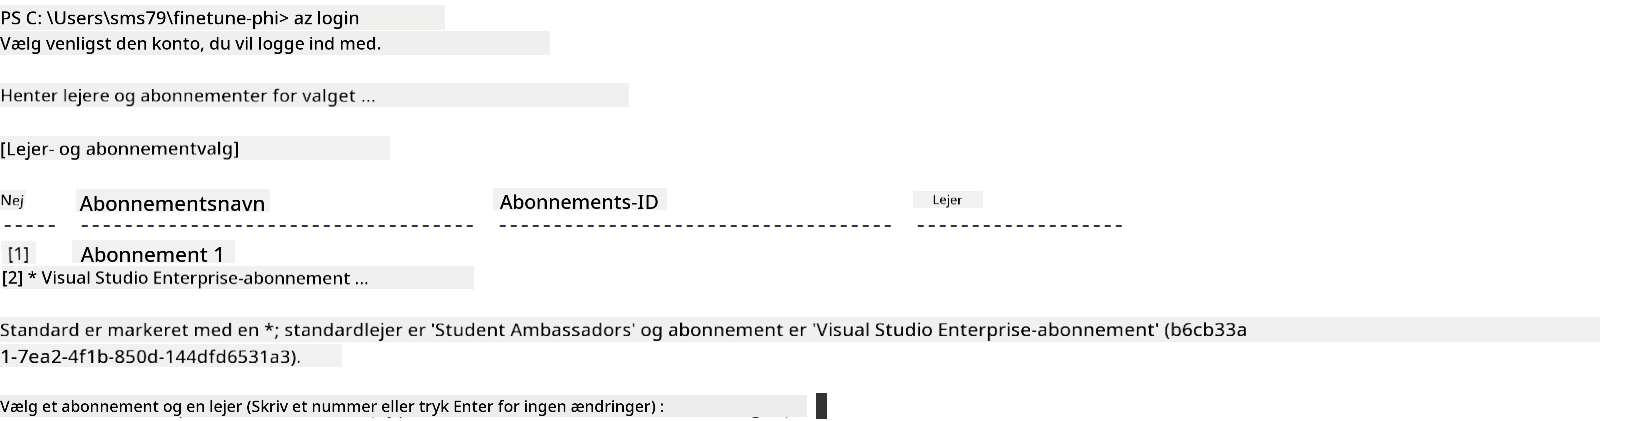 PS C: \Users\sms79\finetune-phi> az login
Vælg venligst den konto, du vil logge ind med.
Henter lejere og abonnementer for valget ...
[Lejer- og abonnementvalg]
Nej Abonnementsnavn Abonnements-ID Lejer
[1] Abonnement 1
[2] * Visual Studio Enterprise-abonnement ...
Standard er markeret med en *; standardlejer er 'Student Ambassadors' og abonnement er 'Visual Studio Enterprise-abonnement' (b6cb33a
1-7ea2-4f1b-850d-144dfd6531a3).
Vælg et abonnement og en lejer (Skriv et nummer eller tryk Enter for ingen ændringer) :